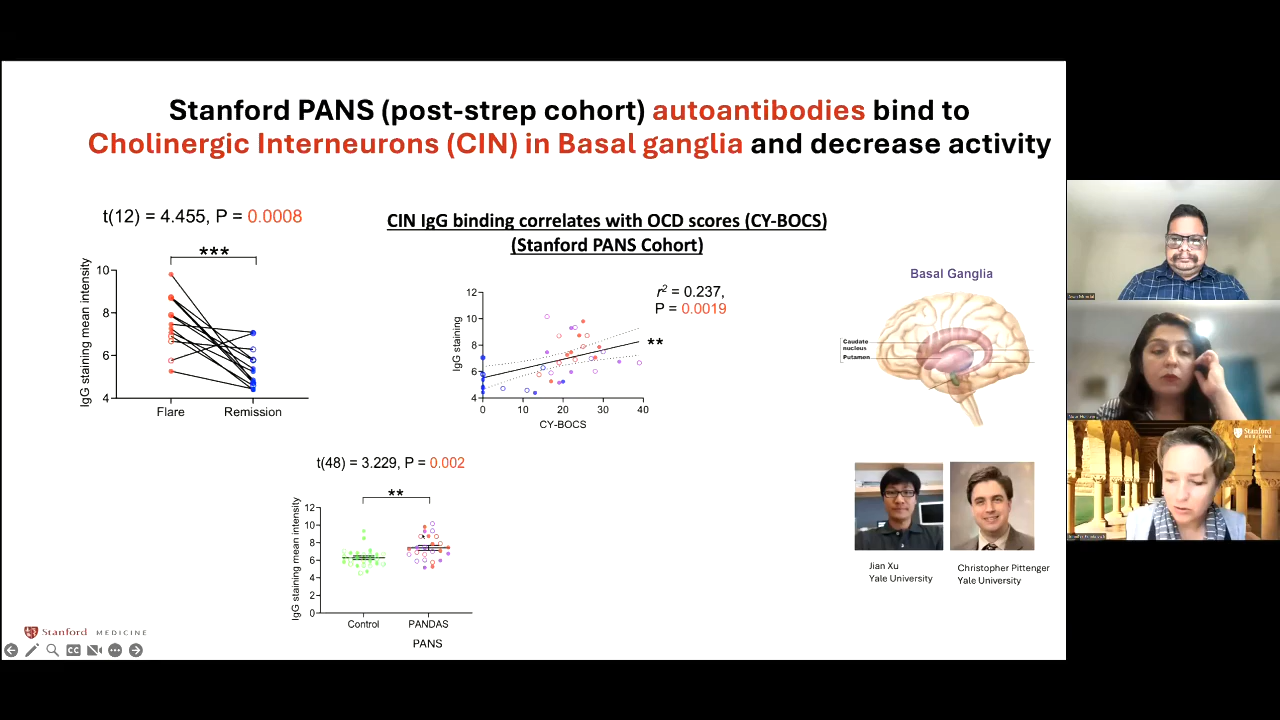 Stanford PANS (post-strep cohort) autoantibodies bind to
Cholinergic Interneurons (CIN) in Basal ganglia and decrease activity
t(12) = 4.455, P = 0.0008
***
IgG staining mean intensity
10
8
6
4
Flare
Remission
CIN IgG binding correlates with OCD scores (CY-BOCS)
(Stanford PANS Cohort)
r² = 0.237,
P = 0.0019
**
IgG staining
12
10
8
6
4
0
10
20
30
40
CY-BOCS
t(48) = 3.229, P = 0.002
**
IgG staining mean intensity
12
10
8
6
4
2
0
Control
PANDAS
PANS
Basal Ganglia
Caudate
nucleus
Putamen
Jian Xu
Yale University
Christopher Pittenger
Yale University
Stanford MEDICINE
CC
Stanford
MEDICINE